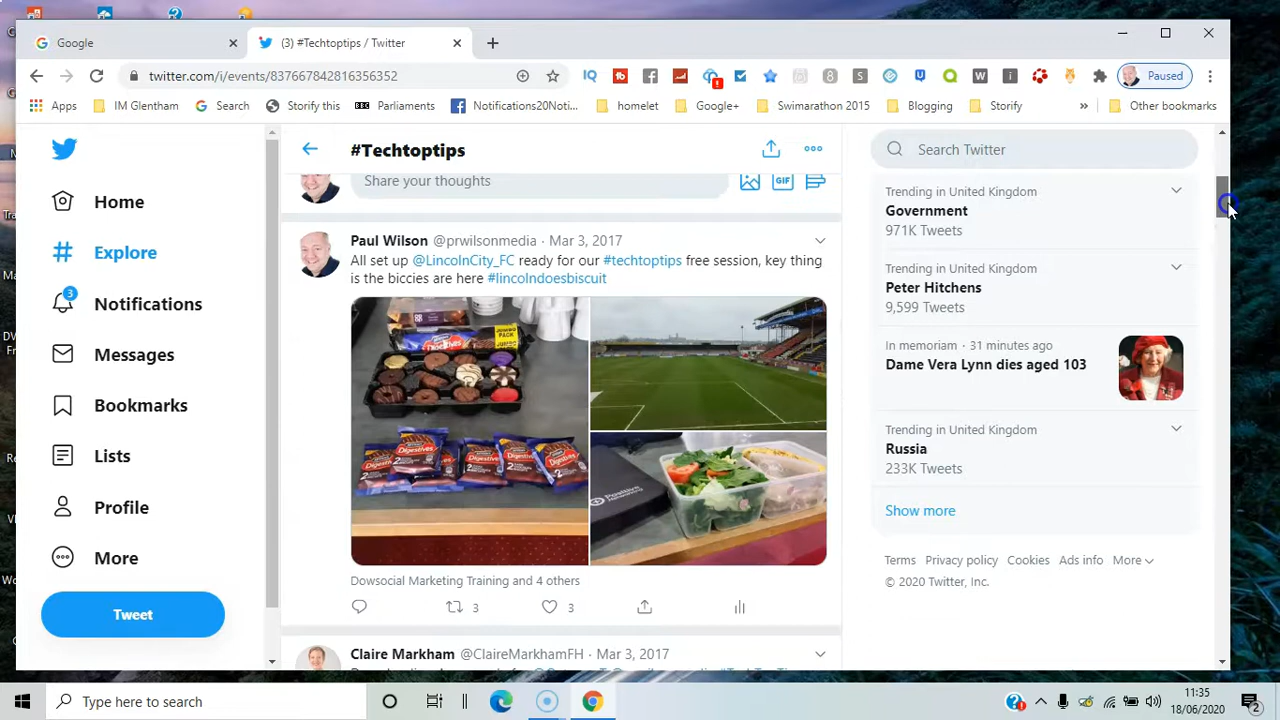 Google
(3) #Techtoptips / Twitter
twitter.com/i/events/837667842816356352
Paused
Apps
IM Glentham
Search
Storify this
BBC
Parliaments
Notifications20Noti...
homelet
Google+
Swimarathon 2015
Blogging
Storify
»
Other bookmarks
Home
Explore
3
Notifications
Messages
Bookmarks
Lists
Profile
More
Tweet
#Techtoptips
Share your thoughts
GIF
Paul Wilson @prwilsonmedia · Mar 3, 2017
All set up @LincolnCity_FC ready for our #techtoptips free session, key thing
is the biccies are here #lincolndoesbiscuit
JUMBO
PACK
Digestives
Dowsocial Marketing Training and 4 others
3
3
Claire Markham @ClaireMarkhamFH · Mar 3, 2017
Search Twitter
Trending in United Kingdom
Government
971K Tweets
Trending in United Kingdom
Peter Hitchens
9,599 Tweets
In memoriam · 31 minutes ago
Dame Vera Lynn dies aged 103
Trending in United Kingdom
Russia
233K Tweets
Show more
Terms Privacy policy Cookies Ads info More
© 2020 Twitter, Inc.
Type here to search
11:35
18/06/2020
2